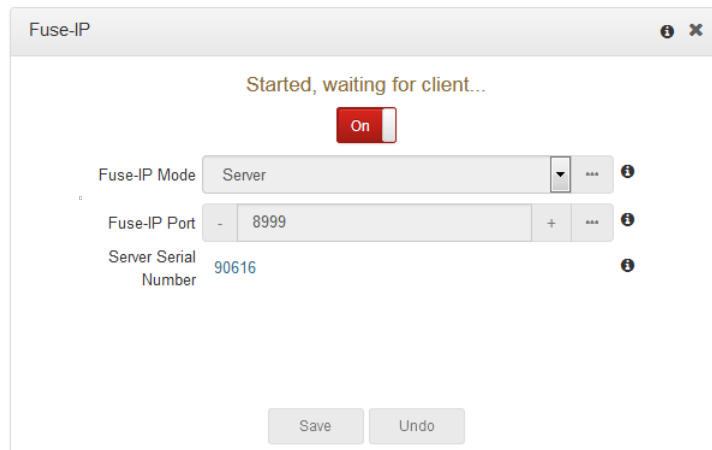 Fuse-IP
Started, waiting for client...
On
Fuse-IP Mode Server ...
Fuse-IP Port - 8999 + ...
Server Serial
Number 90616
Save Undo